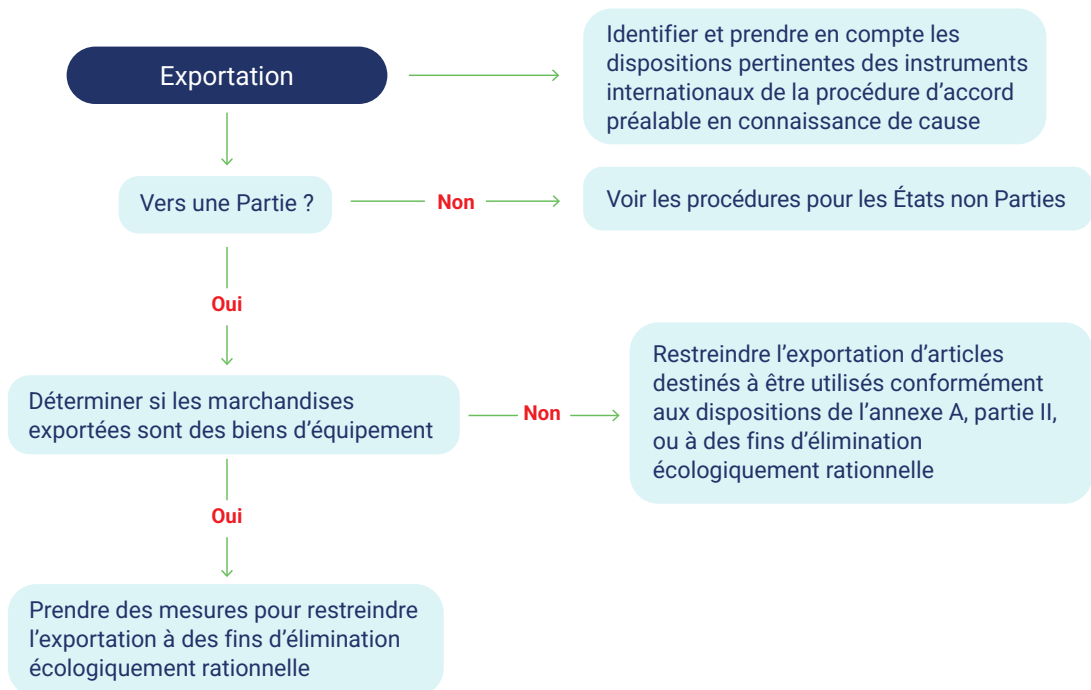 Exportation
Identifier et prendre en compte les
dispositions pertinentes des instruments
internationaux de la procédure d’accord
préalable en connaissance de cause
Vers une Partie ?
Non
Voir les procédures pour les États non Parties
Oui
Déterminer si les marchandises
exportées sont des biens d’équipement
Non
Restreindre l’exportation d’articles
destinés à être utilisés conformément
aux dispositions de l’annexe A, partie II,
ou à des fins d’élimination
écologiquement rationnelle
Oui
Prendre des mesures pour restreindre
l’exportation à des fins d’élimination
écologiquement rationnelle